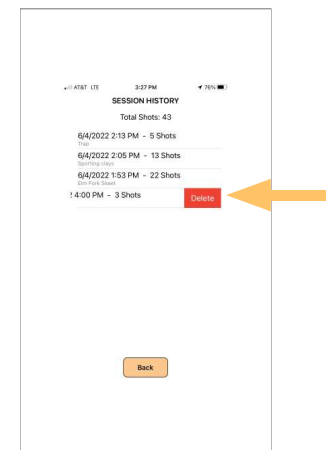 AT&T LTE 3:27 PM 76%
SESSION HISTORY
Total Shots: 43
6/4/2022 2:13 PM - 5 Shots
Trap
6/4/2022 2:05 PM - 13 Shots
Sporting clays
6/4/2022 1:53 PM - 22 Shots
Elm Fork Skeet
4:00 PM - 3 Shots Delete
Back